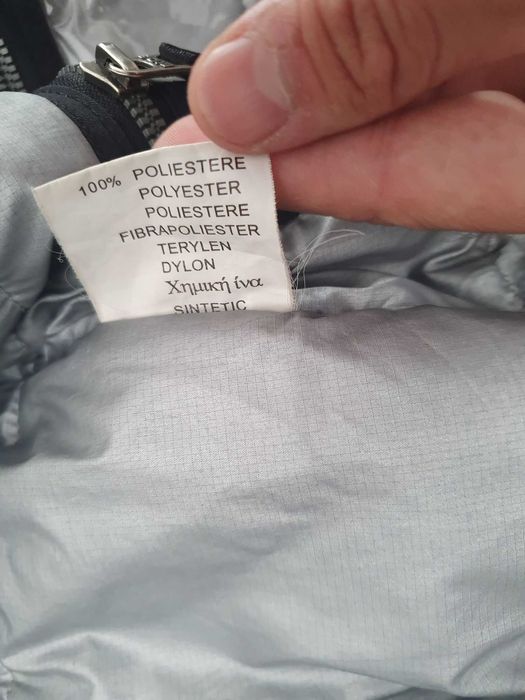 100% POLIESTERE
POLYESTER
POLIESTERE
FIBRAPOLIESTER
TERYLEN
DYLON
Χημική ίνα
SINTETIC